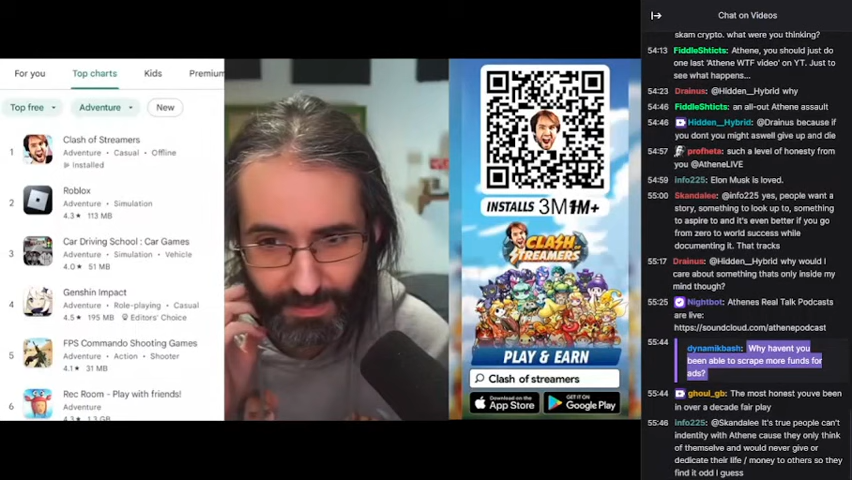 For you
Top charts
Kids
Premium
Top free
Adventure
New
1
Clash of Streamers
Adventure • Casual • Offline
Installed
2
Roblox
Adventure • Simulation
4.3★ 113 MB
3
Car Driving School : Car Games
Adventure • Simulation • Vehicle
4.0★ 51 MB
4
Genshin Impact
Adventure • Role-playing • Casual
4.5★ 195 MB Editors' Choice
5
FPS Commando Shooting Games
Adventure • Action • Shooter
4.1★ 31 MB
6
Rec Room - Play with friends!
Adventure
4.3★ 1.3 GB
INSTALLS 3M 1M+
CLASH OF
STREAMERS
PLAY & EARN
Clash of streamers
Download on the
App Store
GET IT ON
Google Play
Chat on Videos
skam crypto. what were you thinking?
54:13 FiddleShticts: Athene, you should just do
one last 'Athene WTF video' on YT. Just to
see what happens...
54:23 Drainus: @Hidden__Hybrid why
54:46 FiddleShticts: an all-out Athene assault
54:46 Hidden__Hybrid: @Drainus because if
you dont you might aswell give up and die
54:57 profheta: such a level of honesty from
you @AtheneLIVE
54:59 info225: Elon Musk is loved.
55:00 Skandalee: @info225 yes, people want a
story, something to look up to, something
to aspire to and it's even better if you go
from zero to world success while
documenting it. That tracks
55:17 Drainus: @Hidden__Hybrid why would I
care about something thats only inside my
mind though?
55:25 Nightbot: Athenes Real Talk Podcasts
are live:
https://soundcloud.com/athenepodcast
55:44 dynamikbash: Why havent you
been able to scrape more funds for
ads?
55:44 ghoul_gb: The most honest youve been
in over a decade fair play
55:46 info225: @Skandalee It's true people can't
indentity with Athene cause they only think
of themselves and would never give or
dedicate their life / money to others so they
find it odd I guess